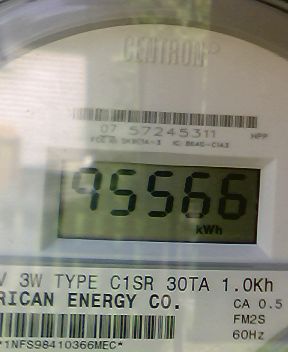 CENTRON®
07 57245311 HPP
95566
kWh
V 3W TYPE C1SR 30TA 1.0Kh
RICAN ENERGY CO. CA 0.5
FM2S
60Hz
*1NFS98410366MEC*